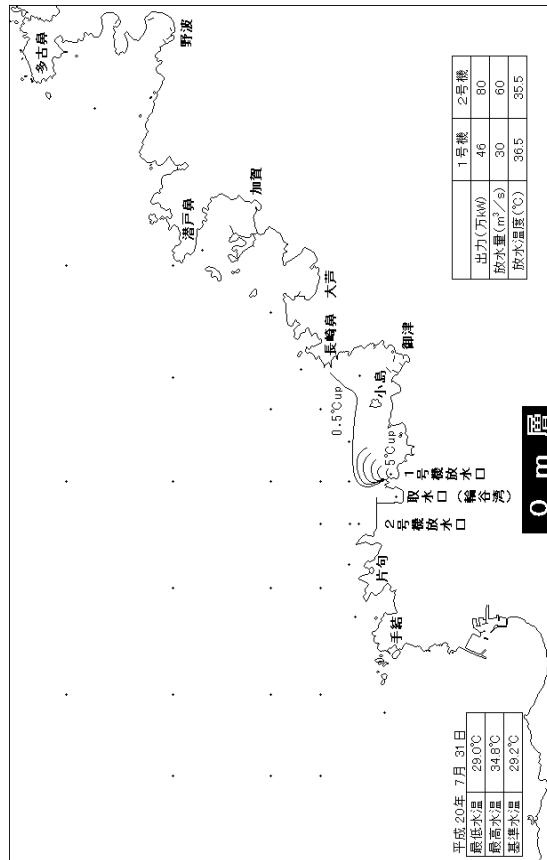 平成 20年 7月 31日
最低水温 29.0℃
最高水温 34.8℃
基準水温 29.2℃
手結
片句
2号機放水口
取水口 (輪谷湾)
1号機放水口
5℃up
0.5℃up
小島
御津
長崎鼻
大芦
加賀
潜戸鼻
野波
多古鼻
0 m 層
1号機 2号機
出力(万kW) 46 80
放水量(m³/s) 30 60
放水温度(℃) 36.5 35.5